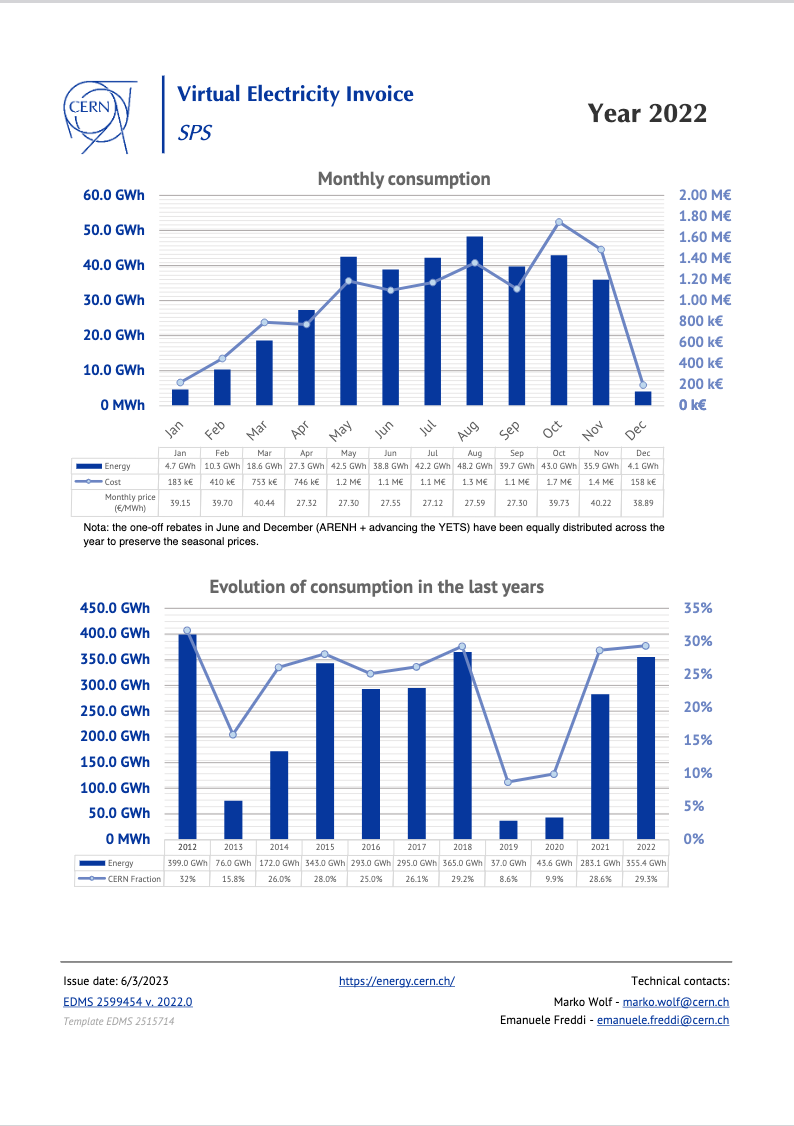 CERN
Virtual Electricity Invoice
SPS
Year 2022
Monthly consumption
60.0 GWh
50.0 GWh
40.0 GWh
30.0 GWh
20.0 GWh
10.0 GWh
0 MWh
2.00 M€
1.80 M€
1.60 M€
1.40 M€
1.20 M€
1.00 M€
800 k€
600 k€
400 k€
200 k€
0 k€
Jan Feb Mar Apr May Jun Jul Aug Sep Oct Nov Dec
Jan Feb Mar Apr May Jun Jul Aug Sep Oct Nov Dec
Energy 4.7 GWh 10.3 GWh 18.6 GWh 27.3 GWh 42.5 GWh 38.8 GWh 42.2 GWh 48.2 GWh 39.7 GWh 43.0 GWh 35.9 GWh 4.1 GWh
Cost 183 k€ 410 k€ 753 k€ 746 k€ 1.2 M€ 1.1 M€ 1.1 M€ 1.3 M€ 1.1 M€ 1.7 M€ 1.4 M€ 158 k€
Monthly price
(€/MWh) 39.15 39.70 40.44 27.32 27.30 27.55 27.12 27.59 27.30 39.73 40.22 38.89
Nota: the one-off rebates in June and December (ARENH + advancing the YETS) have been equally distributed across the
year to preserve the seasonal prices.
Evolution of consumption in the last years
450.0 GWh
400.0 GWh
350.0 GWh
300.0 GWh
250.0 GWh
200.0 GWh
150.0 GWh
100.0 GWh
50.0 GWh
0 MWh
35%
30%
25%
20%
15%
10%
5%
0%
2012 2013 2014 2015 2016 2017 2018 2019 2020 2021 2022
Energy 399.0 GWh 76.0 GWh 172.0 GWh 343.0 GWh 293.0 GWh 295.0 GWh 365.0 GWh 37.0 GWh 43.6 GWh 283.1 GWh 355.4 GWh
CERN Fraction 32% 15.8% 26.0% 28.0% 25.0% 26.1% 29.2% 8.6% 9.9% 28.6% 29.3%
Issue date: 6/3/2023
https://energy.cern.ch/
Technical contacts:
EDMS 2599454 v. 2022.0
Marko Wolf - marko.wolf@cern.ch
Template EDMS 2515714
Emanuele Freddi - emanuele.freddi@cern.ch